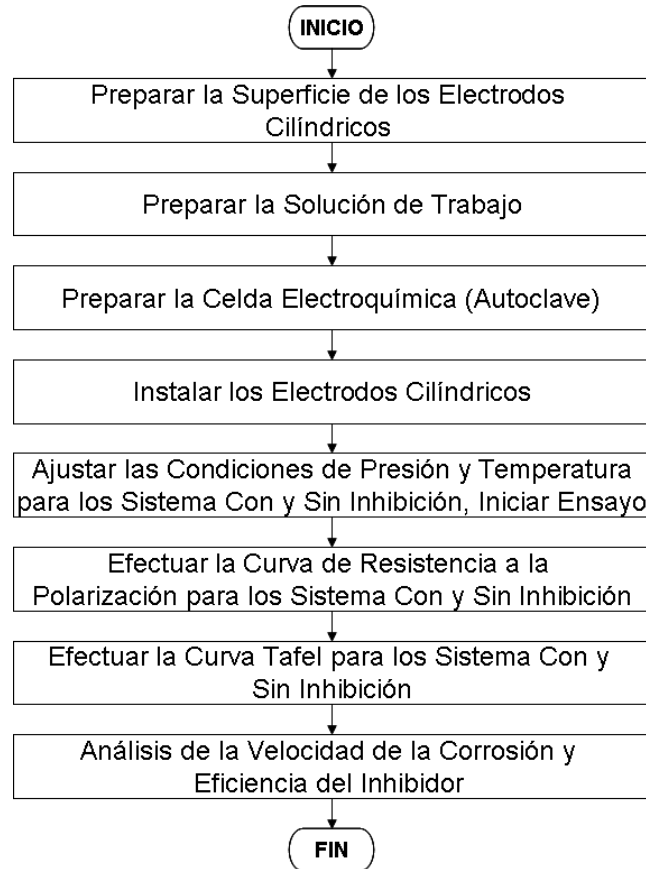 INICIO
Preparar la Superficie de los Electrodos
Cilíndricos
Preparar la Solución de Trabajo
Preparar la Celda Electroquímica (Autoclave)
Instalar los Electrodos Cilíndricos
Ajustar las Condiciones de Presión y Temperatura
para los Sistema Con y Sin Inhibición, Iniciar Ensayo
Efectuar la Curva de Resistencia a la
Polarización para los Sistema Con y Sin Inhibición
Efectuar la Curva Tafel para los Sistema Con y
Sin Inhibición
Análisis de la Velocidad de la Corrosión y
Eficiencia del Inhibidor
FIN